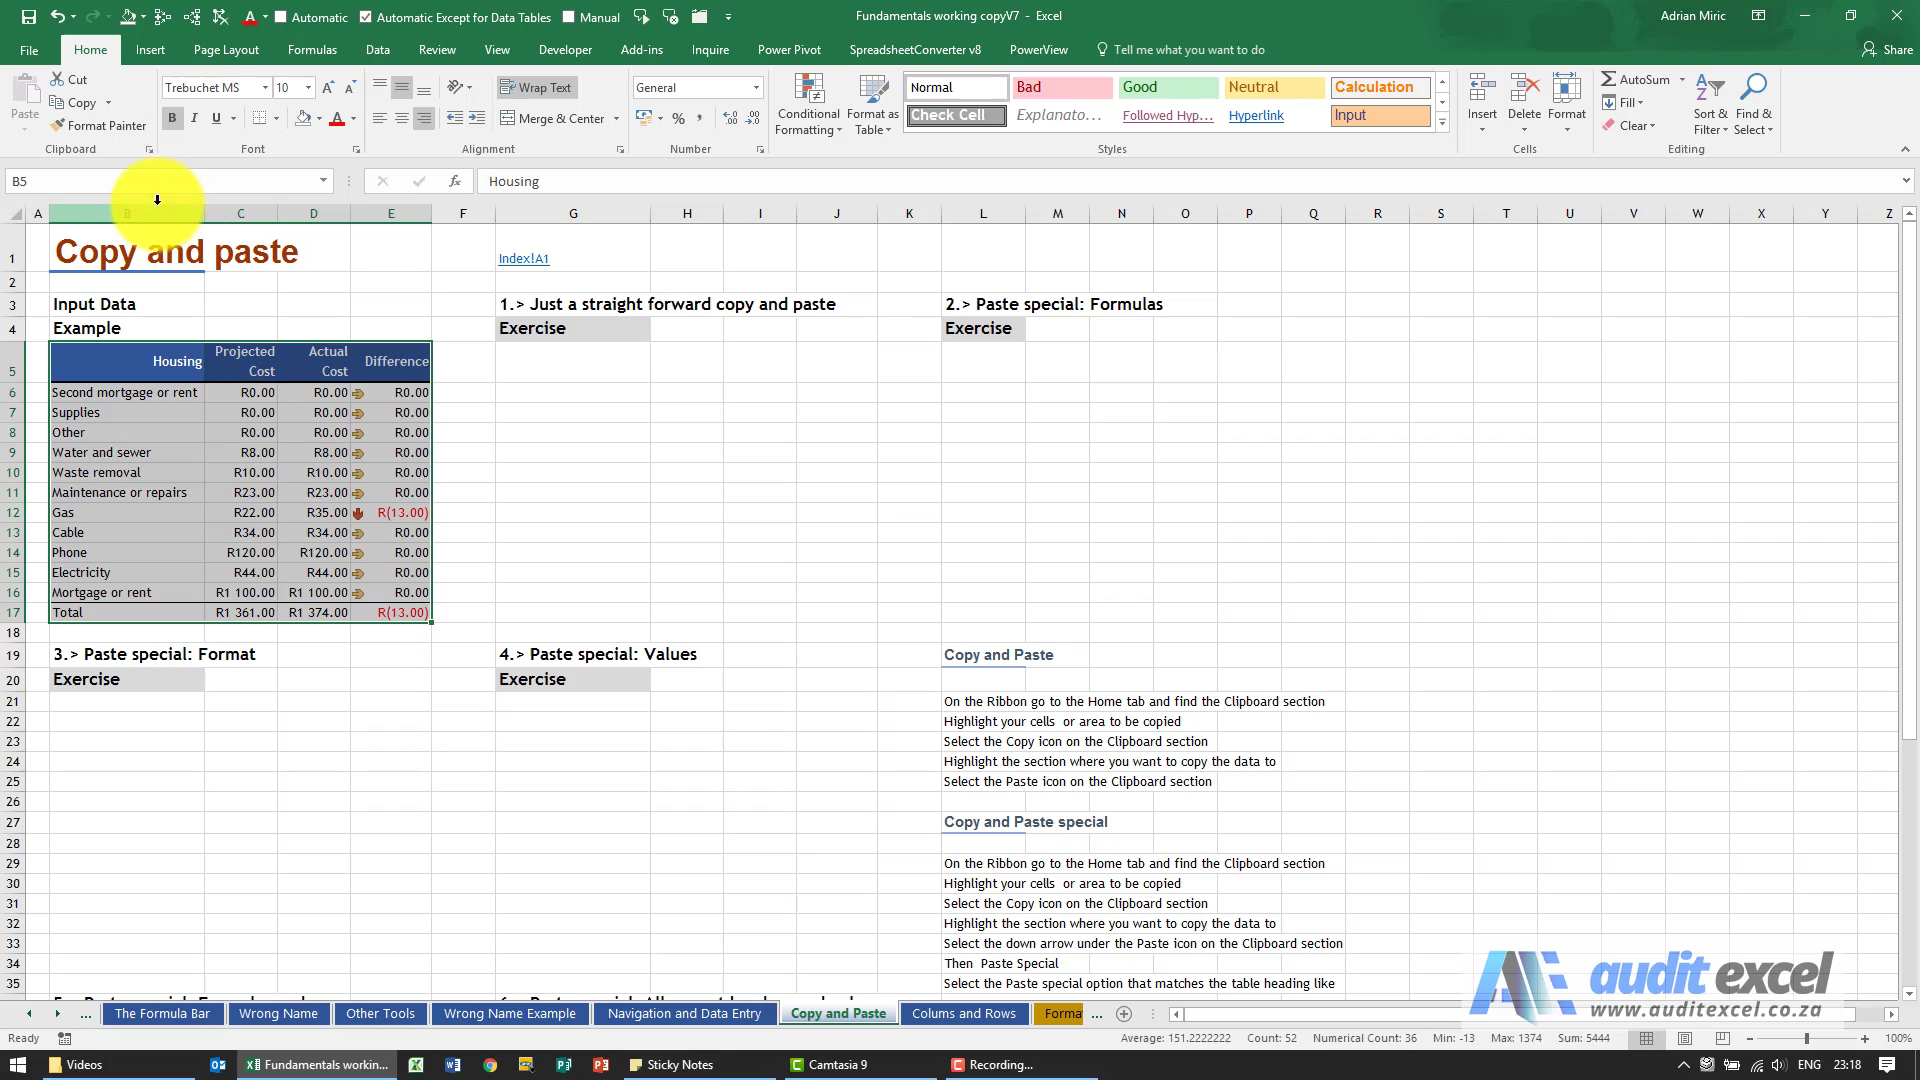 Automatic
Automatic Except for Data Tables
Manual
Fundamentals working copyV7 - Excel
Adrian Miric
File Home Insert Page Layout Formulas Data Review View Developer Add-ins Inquire Power Pivot SpreadsheetConverter v8 PowerView Tell me what you want to do Share
Paste
Cut
Copy
Format Painter
Clipboard
Trebuchet MS 10
B I U
Font
Wrap Text
Merge & Center
Alignment
General
%
Number
Conditional Formatting
Format as Table
Normal Bad Good Neutral Calculation
Check Cell Explanato... Followed Hyp... Hyperlink Input
Styles
Insert Delete Format
Cells
AutoSum
Fill
Clear
Sort & Filter
Find & Select
Editing
B5
fx
Housing
A B C D E F G H I J K L M N O P Q R S T U V W X Y Z
1 Copy and paste Index!A1
2
3 Input Data 1.> Just a straight forward copy and paste 2.> Paste special: Formulas
4 Example Exercise Exercise
5 Housing Projected Cost Actual Cost Difference
6 Second mortgage or rent R0.00 R0.00 R0.00
7 Supplies R0.00 R0.00 R0.00
8 Other R0.00 R0.00 R0.00
9 Water and sewer R8.00 R8.00 R0.00
10 Waste removal R10.00 R10.00 R0.00
11 Maintenance or repairs R23.00 R23.00 R0.00
12 Gas R22.00 R35.00 R(13.00)
13 Cable R34.00 R34.00 R0.00
14 Phone R120.00 R120.00 R0.00
15 Electricity R44.00 R44.00 R0.00
16 Mortgage or rent R1 100.00 R1 100.00 R0.00
17 Total R1 361.00 R1 374.00 R(13.00)
18
19 3.> Paste special: Format 4.> Paste special: Values Copy and Paste
20 Exercise Exercise
21 On the Ribbon go to the Home tab and find the Clipboard section
22 Highlight your cells or area to be copied
23 Select the Copy icon on the Clipboard section
24 Highlight the section where you want to copy the data to
25 Select the Paste icon on the Clipboard section
26
27 Copy and Paste special
28
29 On the Ribbon go to the Home tab and find the Clipboard section
30 Highlight your cells or area to be copied
31 Select the Copy icon on the Clipboard section
32 Highlight the section where you want to copy the data to
33 Select the down arrow under the Paste icon on the Clipboard section
34 Then Paste Special
35 Select the Paste special option that matches the table heading like
audit excel
www.auditexcel.co.za
... The Formula Bar Wrong Name Other Tools Wrong Name Example Navigation and Data Entry Copy and Paste Colums and Rows Format ...
Ready
Average: 151.2222222 Count: 52 Numerical Count: 36 Min: -13 Max: 1374 Sum: 5444
100%
Videos
Fundamentals workin...
Sticky Notes
Camtasia 9
Recording...
ENG
23:18